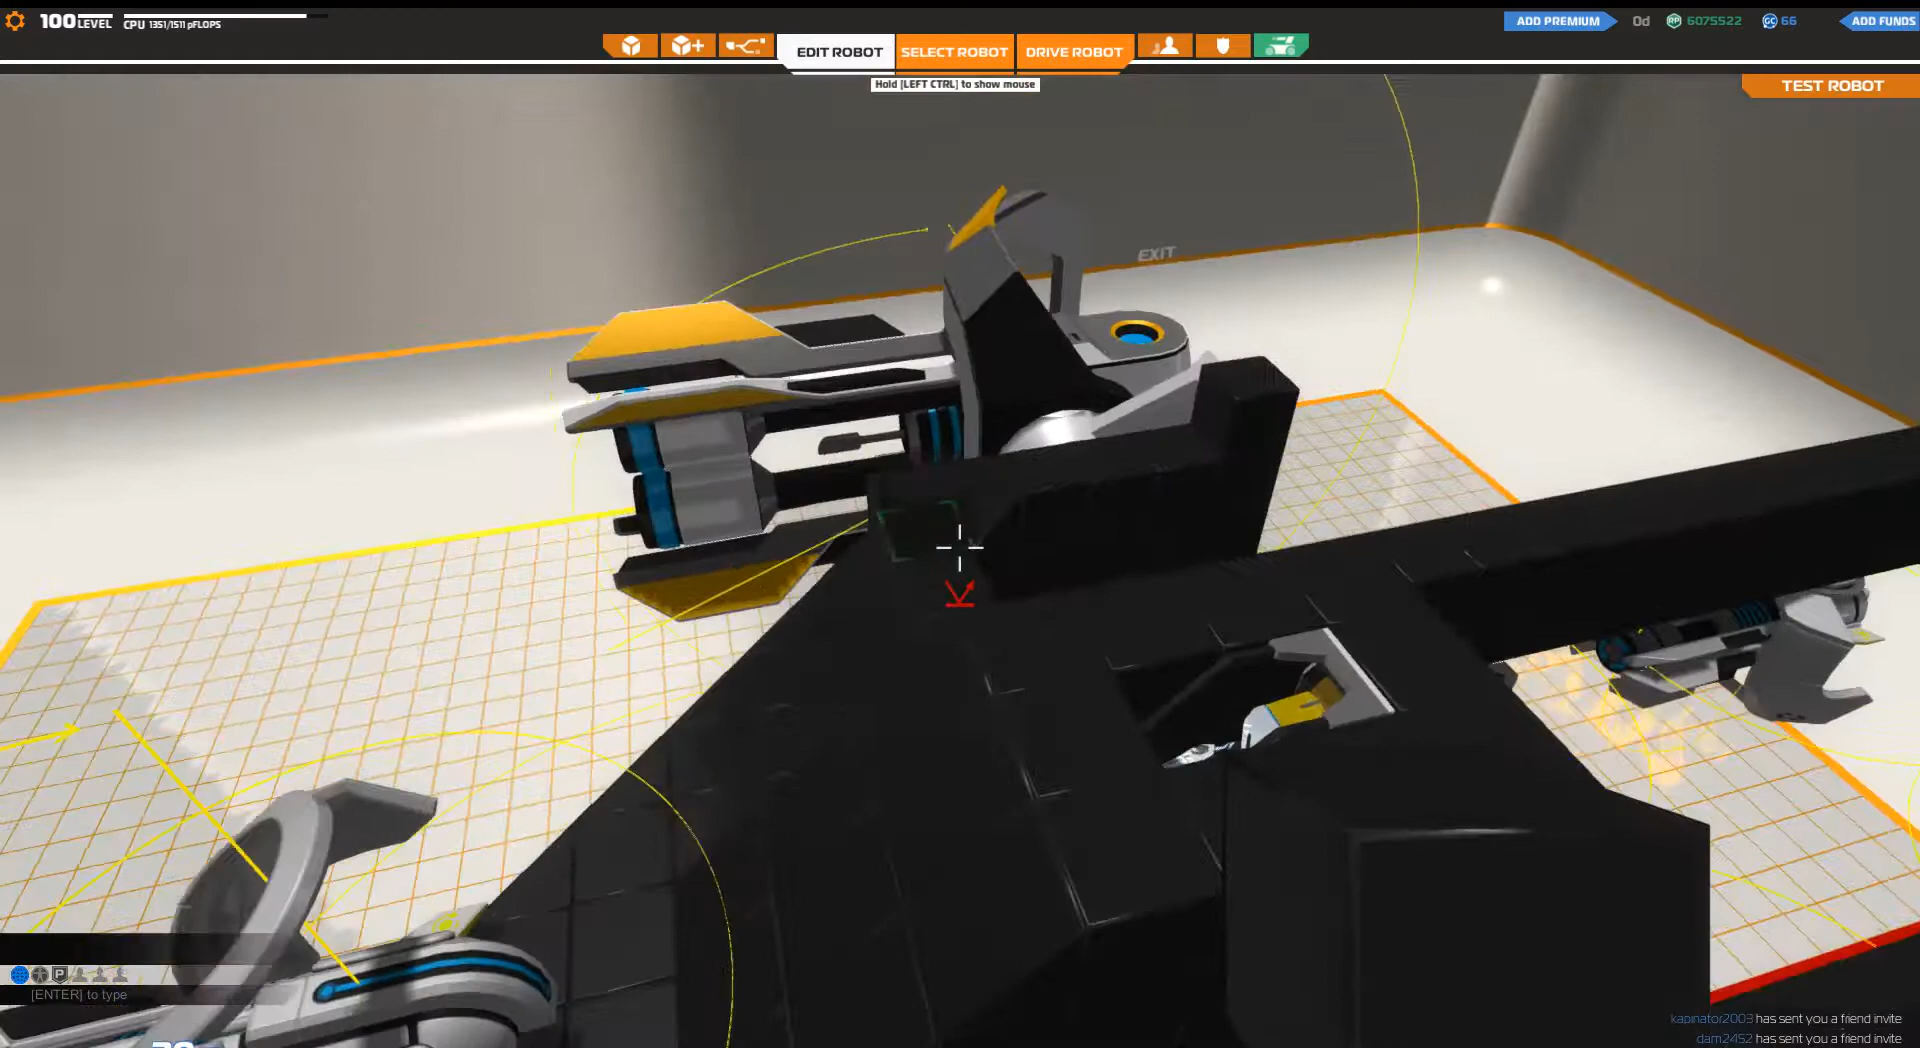 100 LEVEL CPU 1351/1511 pFLOPS
ADD PREMIUM 0d RP 6075522 GC 66 ADD FUNDS
EDIT ROBOT SELECT ROBOT DRIVE ROBOT
Hold [LEFT CTRL] to show mouse
TEST ROBOT
EXIT
P
[ENTER] to type
kapinator2003 has sent you a friend invite
dam2452 has sent you a friend invite